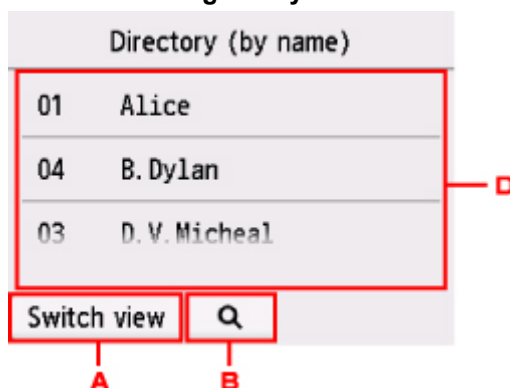 Directory (by name)
01 Alice
04 B. Dylan
03 D. V. Micheal
D
Switch view
A B